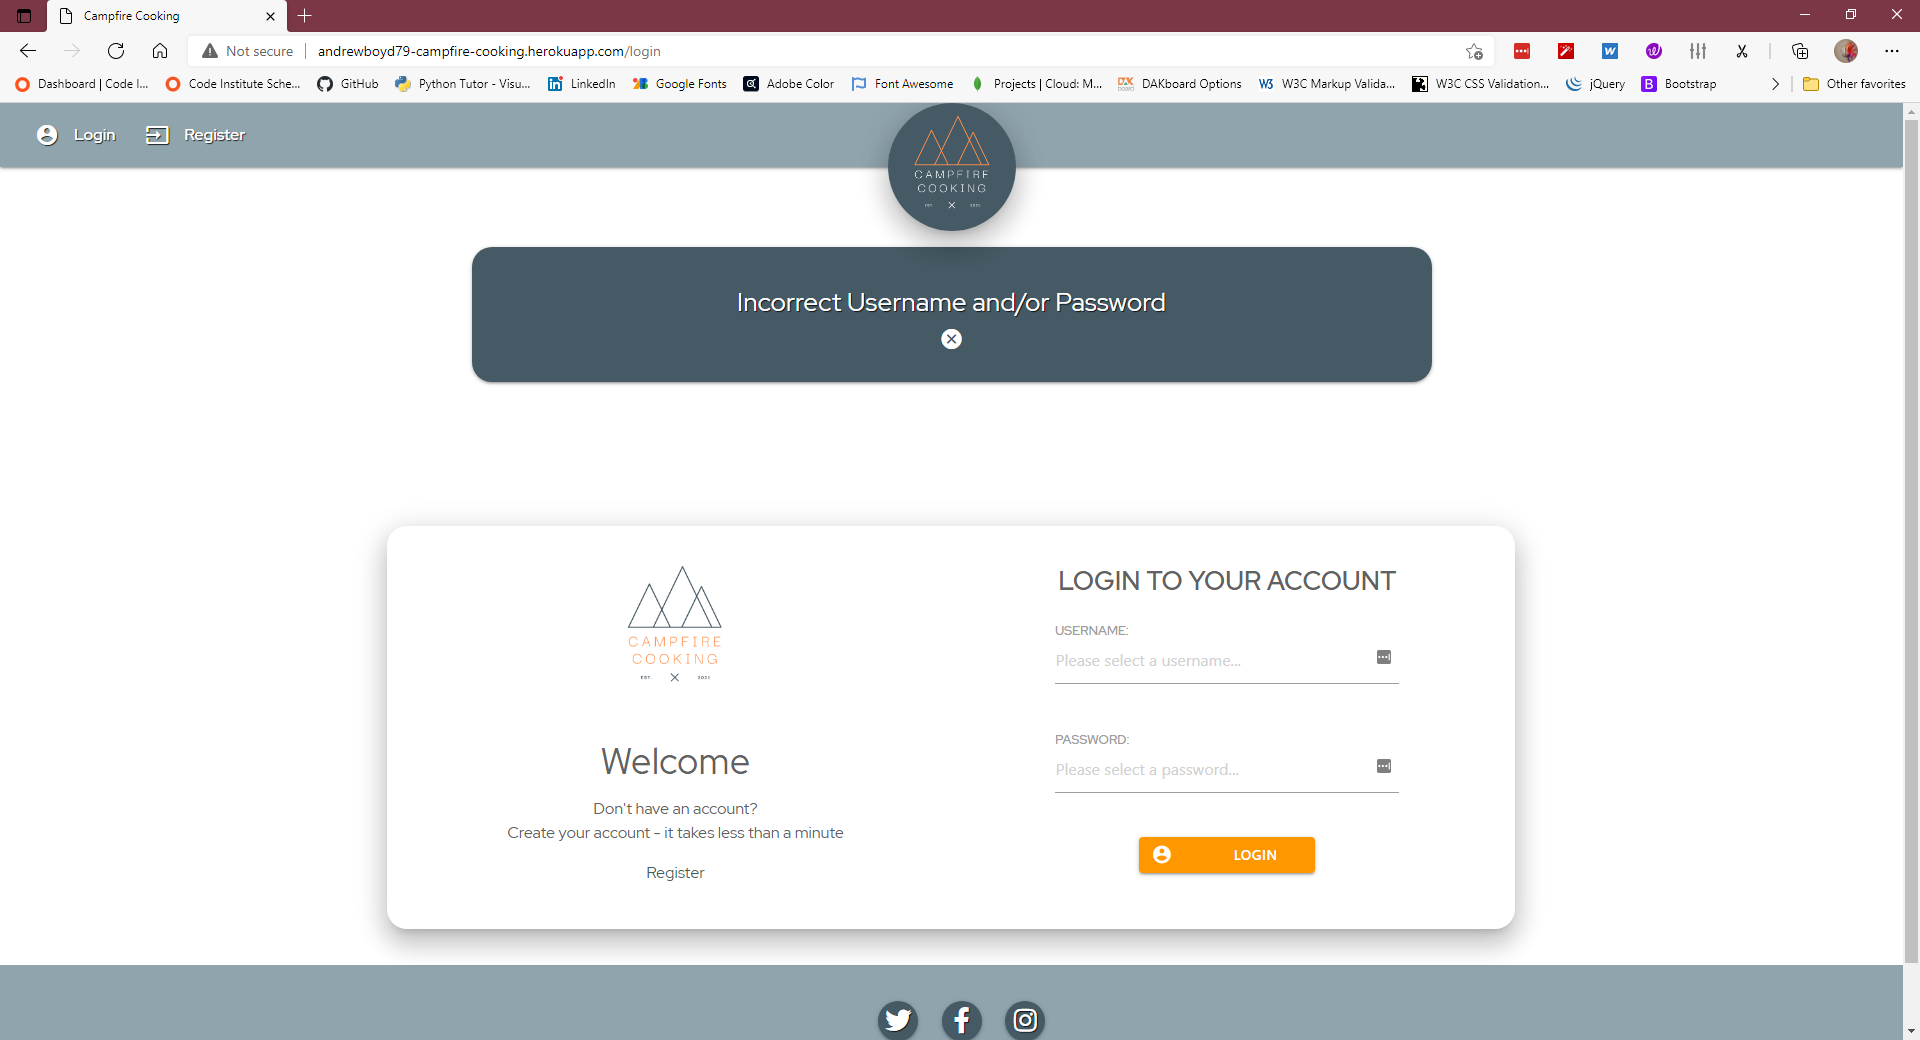 Campfire Cooking
Not secure
andrewboyd79-campfire-cooking.herokuapp.com/login
Dashboard | Code I...
Code Institute Sche...
GitHub
Python Tutor - Visu...
LinkedIn
Google Fonts
Adobe Color
Font Awesome
Projects | Cloud: M...
DAKboard Options
W3C Markup Valida...
W3C CSS Validation...
jQuery
Bootstrap
Other favorites
Login
Register
CAMPFIRE
COOKING
EST. 2021
Incorrect Username and/or Password
CAMPFIRE
COOKING
EST. 2021
Welcome
Don't have an account?
Create your account - it takes less than a minute
Register
LOGIN TO YOUR ACCOUNT
USERNAME:
Please select a username...
PASSWORD:
Please select a password...
LOGIN